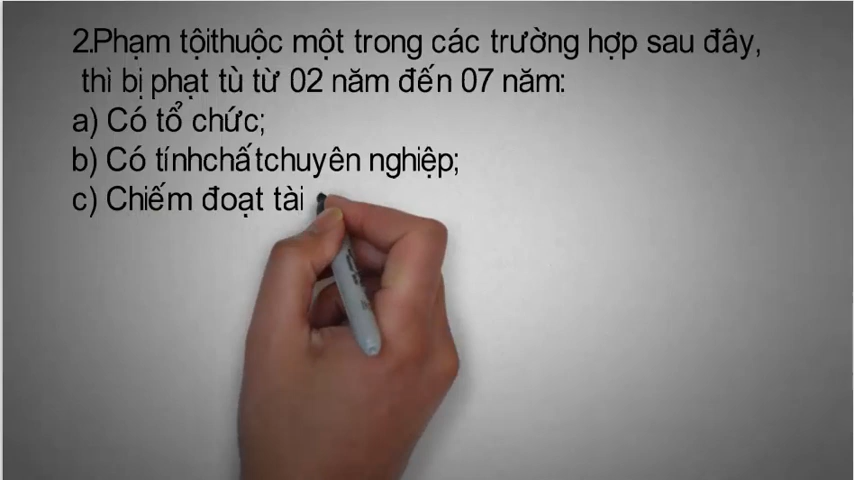 2.Phạm tộithuộc một trong các trường hợp sau đây,
thì bị phạt tù từ 02 năm đến 07 năm:
a) Có tổ chức;
b) Có tínhchấtchuyên nghiệp;
c) Chiếm đoạt tài